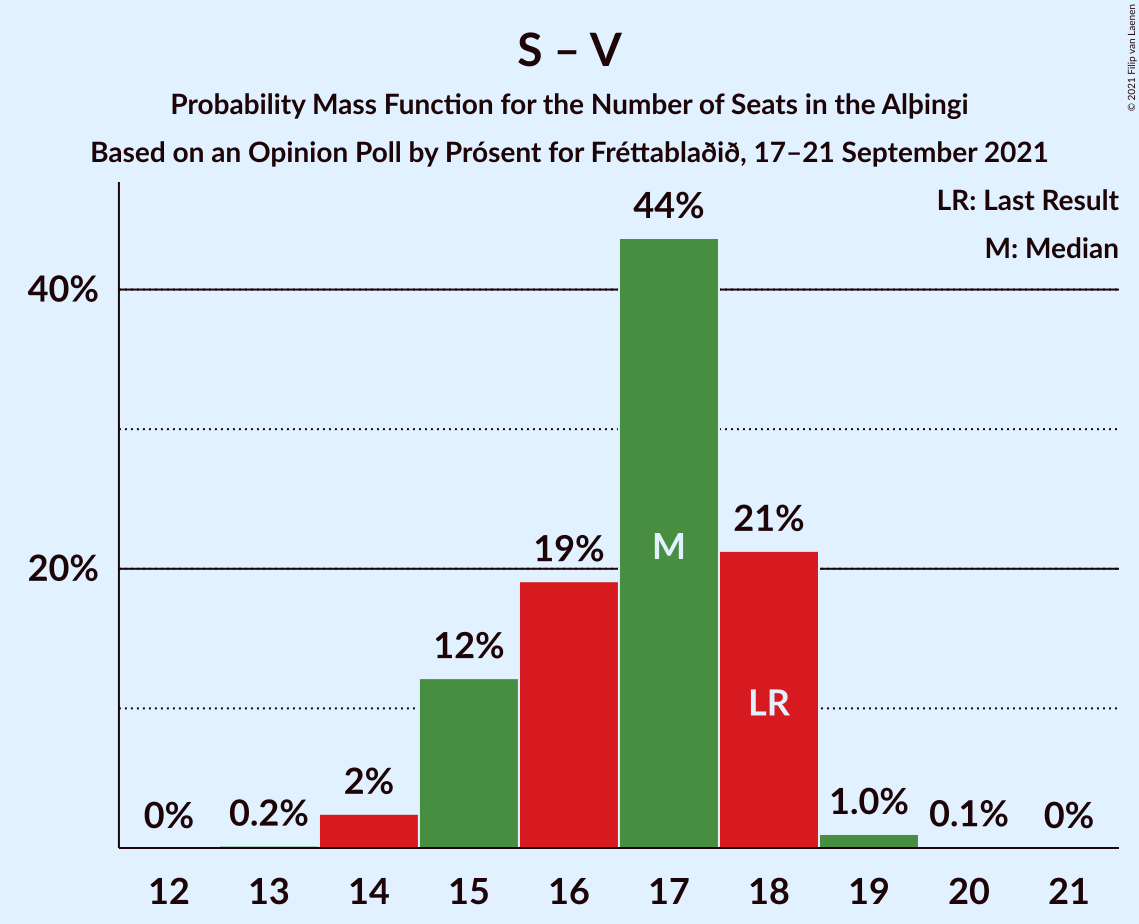 S – V
Probability Mass Function for the Number of Seats in the Alþingi
Based on an Opinion Poll by Prósent for Fréttablaðið, 17–21 September 2021
© 2021 Filip van Laenen
LR: Last Result
M: Median
44%
40%
21%
19%
M
20%
12%
LR
2%
0%
0.2%
1.0%
0.1%
0%
12 13 14 15 16 17 18 19 20 21